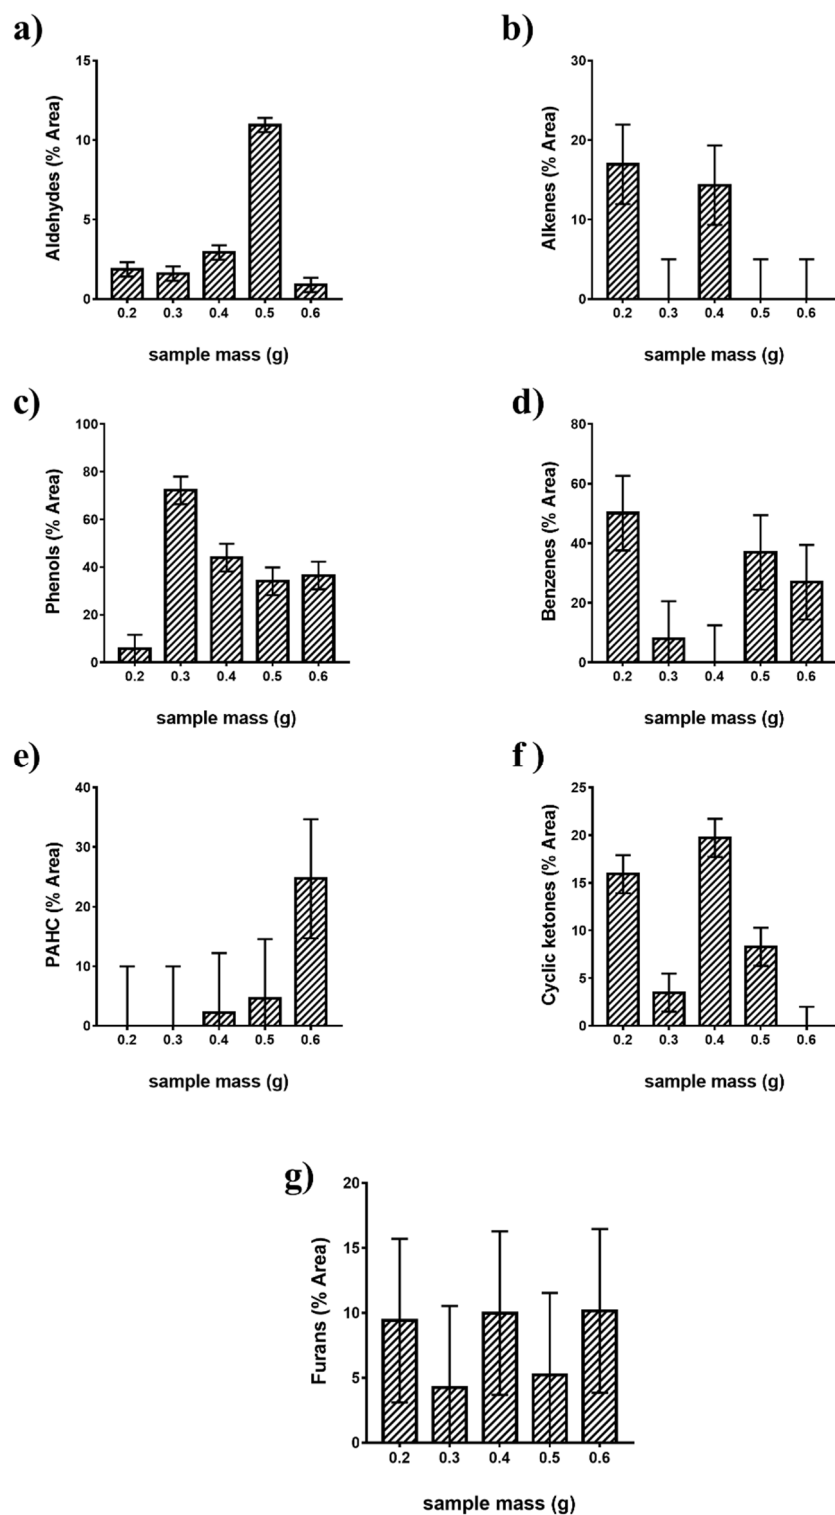 a)
Aldehydes (% Area)
15
10
5
0
0.2 0.3 0.4 0.5 0.6
sample mass (g)
b)
Alkenes (% Area)
30
20
10
0
0.2 0.3 0.4 0.5 0.6
sample mass (g)
c)
Phenols (% Area)
100
80
60
40
20
0
0.2 0.3 0.4 0.5 0.6
sample mass (g)
d)
Benzenes (% Area)
80
60
40
20
0
0.2 0.3 0.4 0.5 0.6
sample mass (g)
e)
PAHC (% Area)
40
30
20
10
0
0.2 0.3 0.4 0.5 0.6
sample mass (g)
f )
Cyclic ketones (% Area)
25
20
15
10
5
0
0.2 0.3 0.4 0.5 0.6
sample mass (g)
g)
Furans (% Area)
20
15
10
5
0
0.2 0.3 0.4 0.5 0.6
sample mass (g)